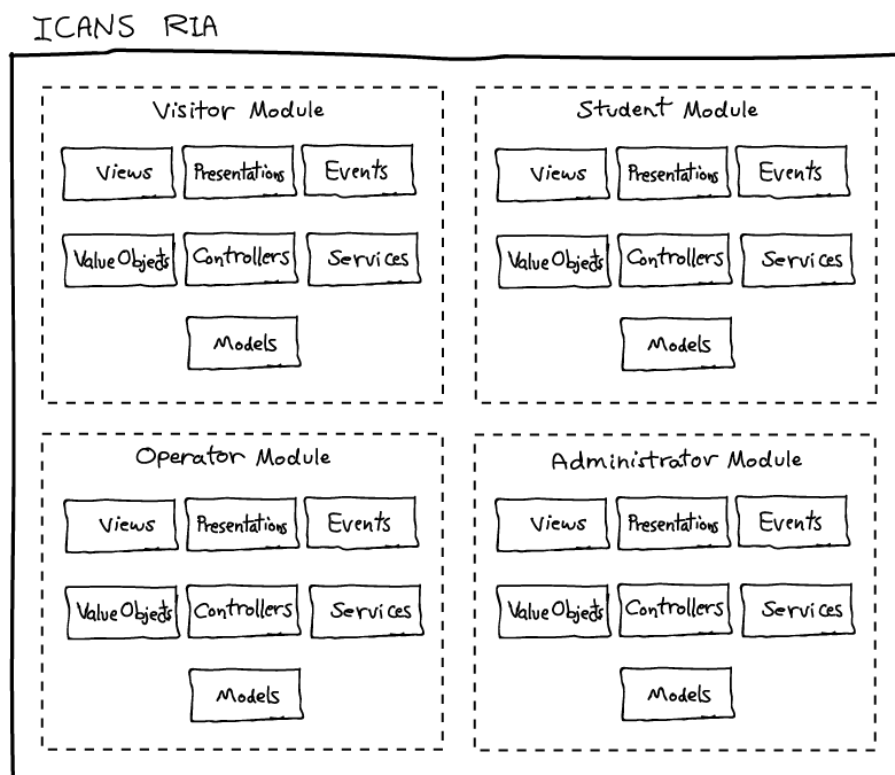 ICANS RIA
Visitor Module
Views Presentations Events
Value Objects Controllers Services
Models
Student Module
Views Presentations Events
Value Objects Controllers Services
Models
Operator Module
Views Presentations Events
Value Objects Controllers Services
Models
Administrator Module
Views Presentations Events
Value Objects Controllers Services
Models